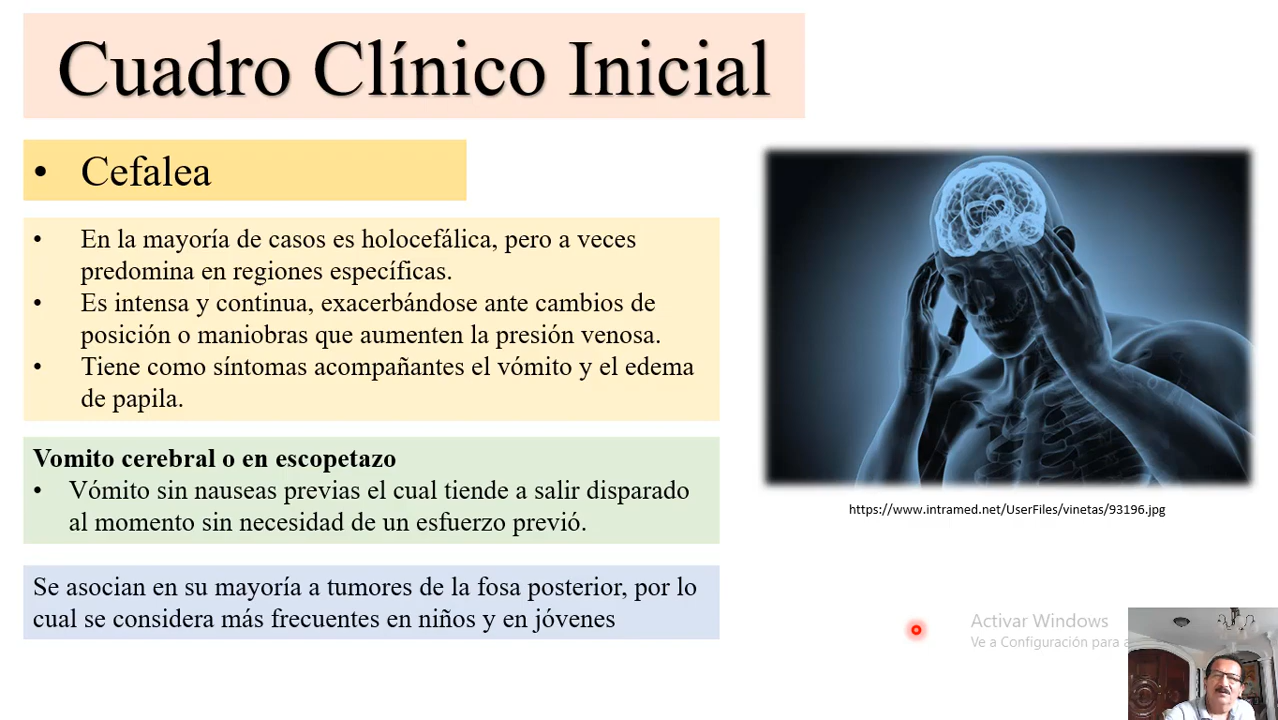 Cuadro Clínico Inicial
• Cefalea
• En la mayoría de casos es holocefálica, pero a veces
predomina en regiones específicas.
• Es intensa y continua, exacerbándose ante cambios de
posición o maniobras que aumenten la presión venosa.
• Tiene como síntomas acompañantes el vómito y el edema
de papila.
Vomito cerebral o en escopetazo
• Vómito sin nauseas previas el cual tiende a salir disparado
al momento sin necesidad de un esfuerzo previó.
Se asocian en su mayoría a tumores de la fosa posterior, por lo
cual se considera más frecuentes en niños y en jóvenes
https://www.intramed.net/UserFiles/vinetas/93196.jpg
Activar Windows
Ve a Configuración para